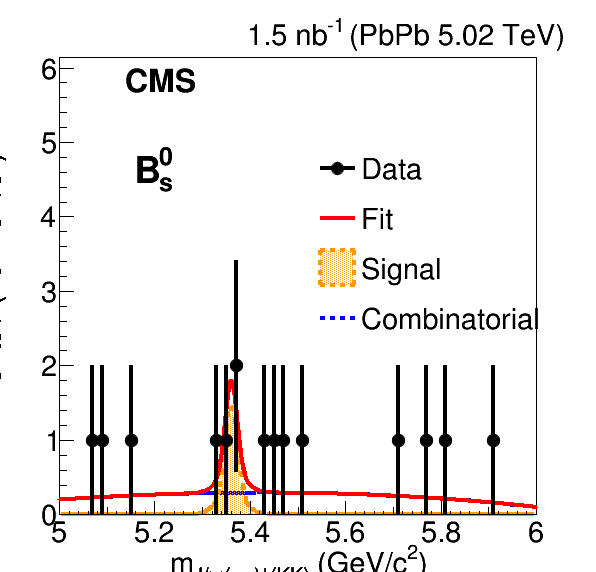 1.5 nb⁻¹ (PbPb 5.02 TeV)
6
CMS
5
B⁰ₛ
Data
4
Fit
Signal
3
Combinatorial
2
1
0
5 5.2 5.4 5.6 5.8 6
(GeV/c²)